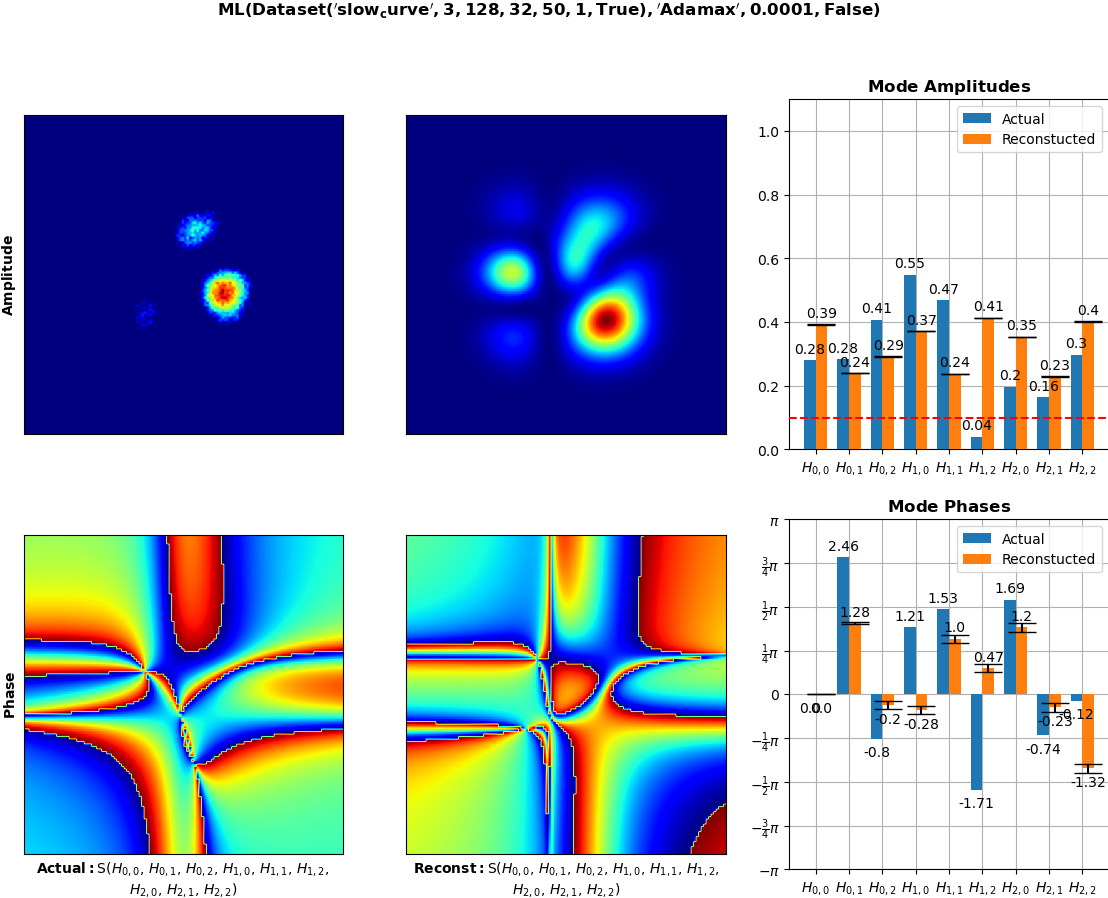 ML(Dataset('slow_curve', 3, 128, 32, 50, 1, True), 'Adamax', 0.0001, False)
Amplitude
Mode Amplitudes
Actual
Reconstucted
1.0
0.8
0.6
0.4
0.2
0.0
0.28
0.28
0.41
0.55
0.47
0.04
0.2
0.16
0.3
0.39
0.24
0.29
0.37
0.24
0.41
0.35
0.23
0.4
H0,0 H0,1 H0,2 H1,0 H1,1 H1,2 H2,0 H2,1 H2,2
Phase
Actual: S(H0,0, H0,1, H0,2, H1,0, H1,1, H1,2,
H2,0, H2,1, H2,2)
Reconst: S(H0,0, H0,1, H0,2, H1,0, H1,1, H1,2,
H2,0, H2,1, H2,2)
Mode Phases
Actual
Reconstucted
π
3/4π
1/2π
1/4π
0
−1/4π
−1/2π
−3/4π
−π
0.0
2.46
-0.8
1.21
1.53
-1.71
1.69
-0.74
-0.12
0.0
1.28
-0.2
-0.28
1.0
0.47
1.2
-0.23
-1.32
H0,0 H0,1 H0,2 H1,0 H1,1 H1,2 H2,0 H2,1 H2,2